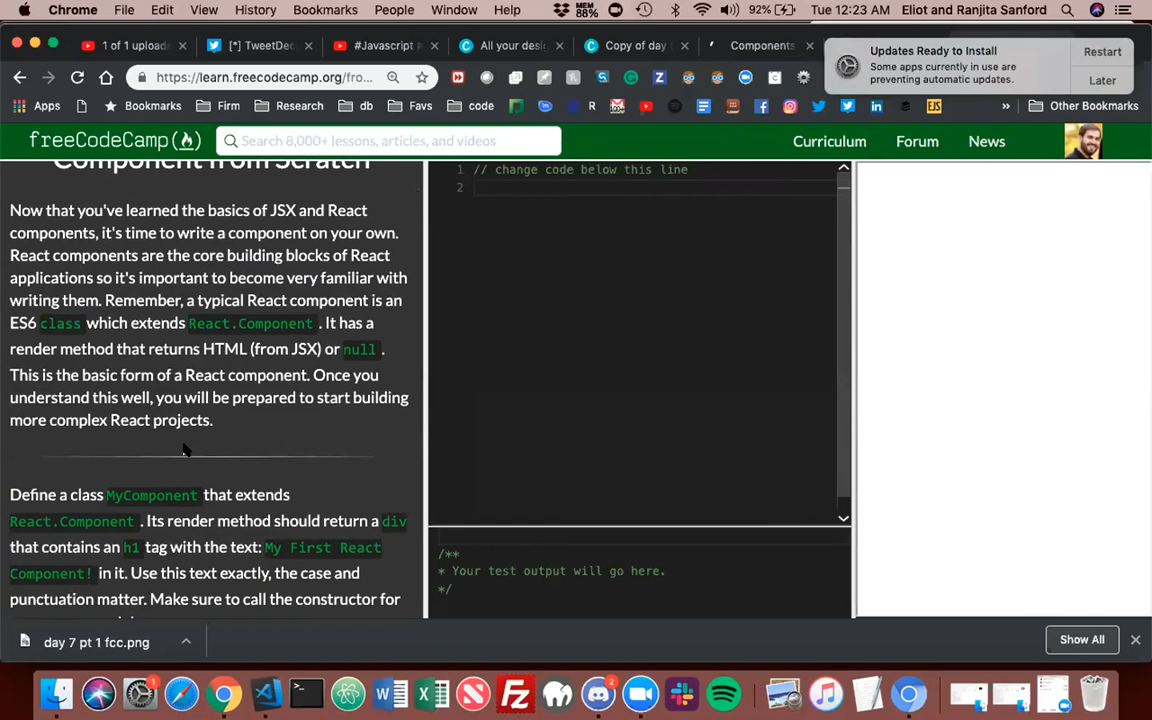 Chrome File Edit View History Bookmarks People Window Help MEM 88% 92% Tue 12:23 AM Eliot and Ranjita Sanford
1 of 1 uploade
[*] TweetDec
#Javascript #
All your desi
Copy of day
Components
Updates Ready to Install
Some apps currently in use are
preventing automatic updates.
Restart
Later
https://learn.freecodecamp.org/fro...
Apps Bookmarks Firm Research db Favs code R EJS » Other Bookmarks
freeCodeCamp
Search 8,000+ lessons, articles, and videos
Curriculum Forum News
Component from Scratch
Now that you've learned the basics of JSX and React
components, it's time to write a component on your own.
React components are the core building blocks of React
applications so it's important to become very familiar with
writing them. Remember, a typical React component is an
ES6 class which extends React.Component . It has a
render method that returns HTML (from JSX) or null .
This is the basic form of a React component. Once you
understand this well, you will be prepared to start building
more complex React projects.
Define a class MyComponent that extends
React.Component . Its render method should return a div
that contains an h1 tag with the text: My First React
Component! in it. Use this text exactly, the case and
punctuation matter. Make sure to call the constructor for
1 // change code below this line
2
/**
* Your test output will go here.
*/
day 7 pt 1 fcc.png
Show All
1
2